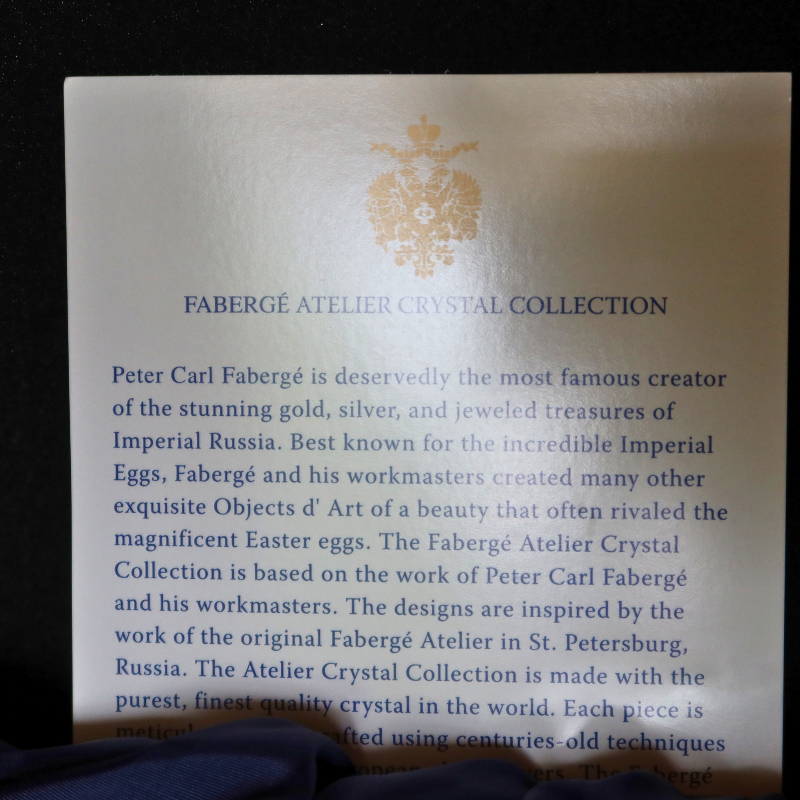 FABERGÉ ATELIER CRYSTAL COLLECTION
Peter Carl Fabergé is deservedly the most famous creator
of the stunning gold, silver, and jeweled treasures of
Imperial Russia. Best known for the incredible Imperial
Eggs, Fabergé and his workmasters created many other
exquisite Objects d' Art of a beauty that often rivaled the
magnificent Easter eggs. The Fabergé Atelier Crystal
Collection is based on the work of Peter Carl Fabergé
and his workmasters. The designs are inspired by the
work of the original Fabergé Atelier in St. Petersburg,
Russia. The Atelier Crystal Collection is made with the
purest, finest quality crystal in the world. Each piece is
using centuries-old techniques
The Fabergé